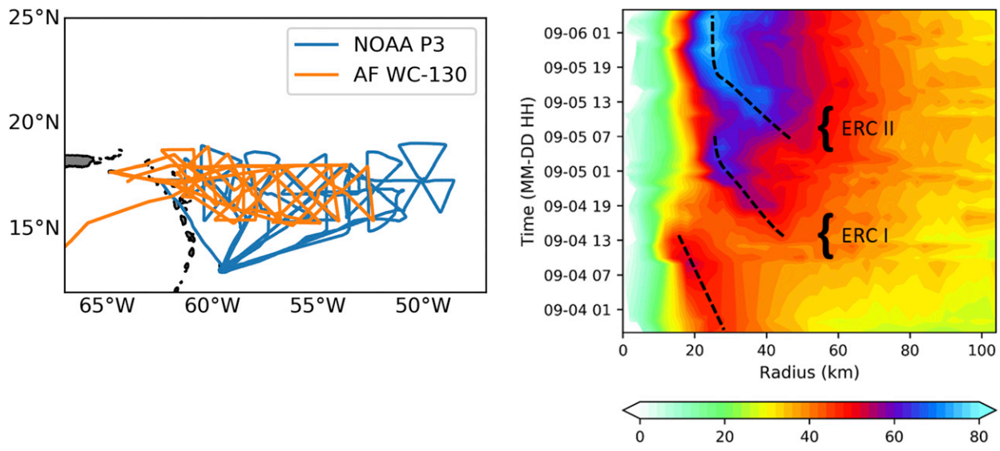 25°N
20°N
15°N
65°W 60°W 55°W 50°W
NOAA P3
AF WC-130
Time (MM-DD HH)
09-06 01
09-05 19
09-05 13
09-05 07
09-05 01
09-04 19
09-04 13
09-04 07
09-04 01
{ ERC II
{ ERC I
0 20 40 60 80 100
Radius (km)
0 20 40 60 80